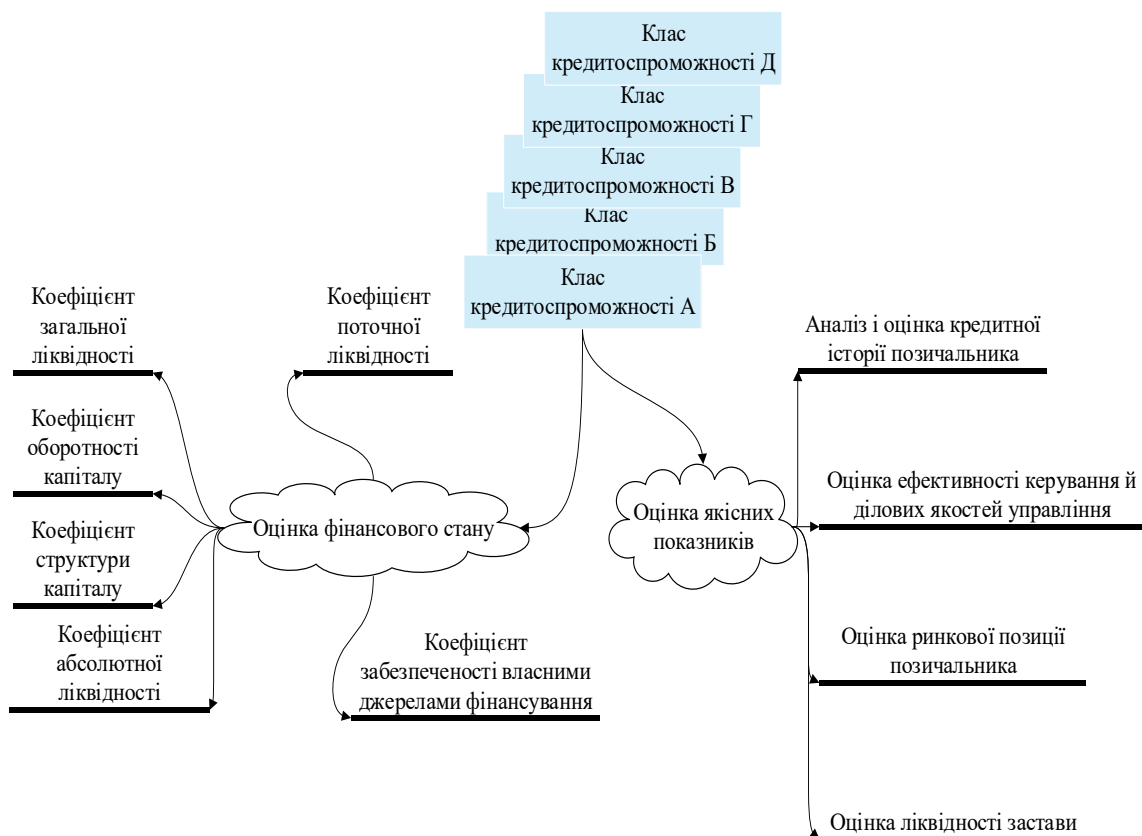 Клас
кредитоспроможності Д
Клас
кредитоспроможності Г
Клас
кредитоспроможності В
Клас
кредитоспроможності Б
Клас
кредитоспроможності А
Коефіцієнт
загальної
ліквідності
Коефіцієнт
поточної
ліквідності
Аналіз і оцінка кредитної
історії позичальника
Коефіцієнт
оборотності
капіталу
Оцінка фінансового стану
Оцінка якісних
показників
Оцінка ефективності керування й
ділових якостей управління
Коефіцієнт
структури
капіталу
Коефіцієнт
абсолютної
ліквідності
Коефіцієнт
забезпеченості власними
джерелами фінансування
Оцінка ринкової позиції
позичальника
Оцінка ліквідності застави